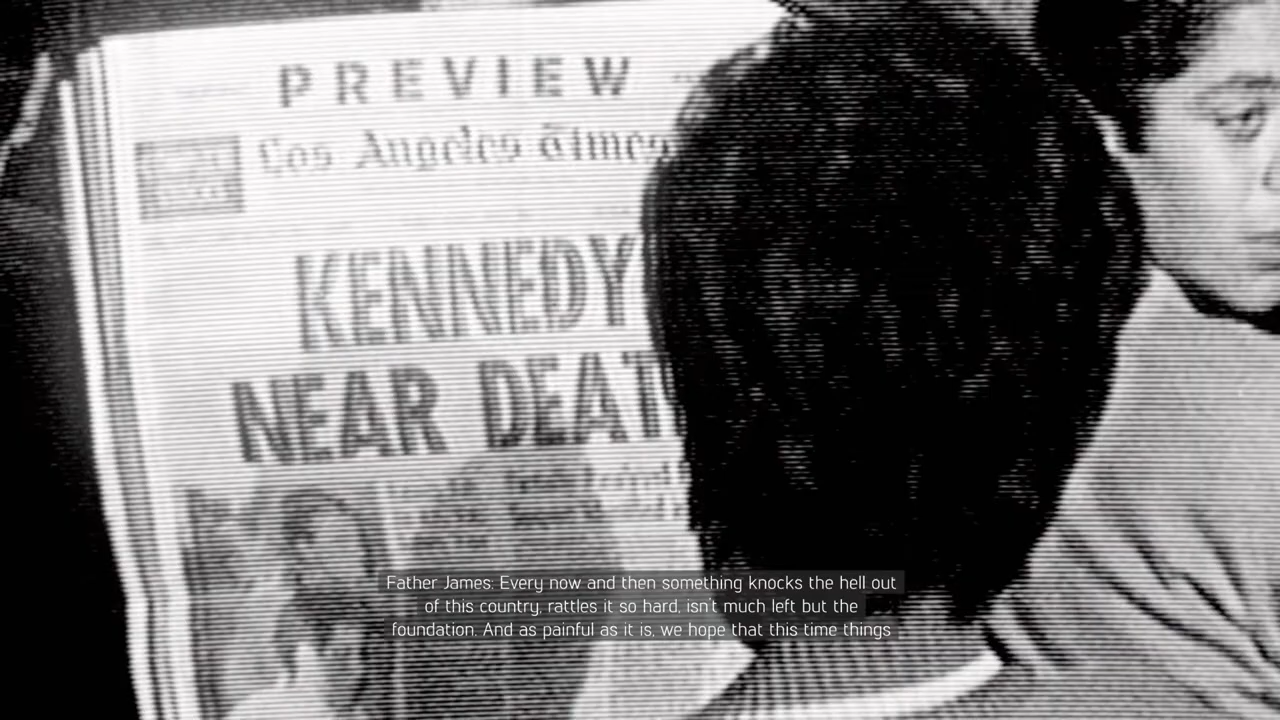 PREVIEW
Los Angeles Times
KENNEDY
NEAR DEAT
Father James: Every now and then something knocks the hell out
of this country, rattles it so hard, isn't much left but the
foundation. And as painful as it is, we hope that this time things